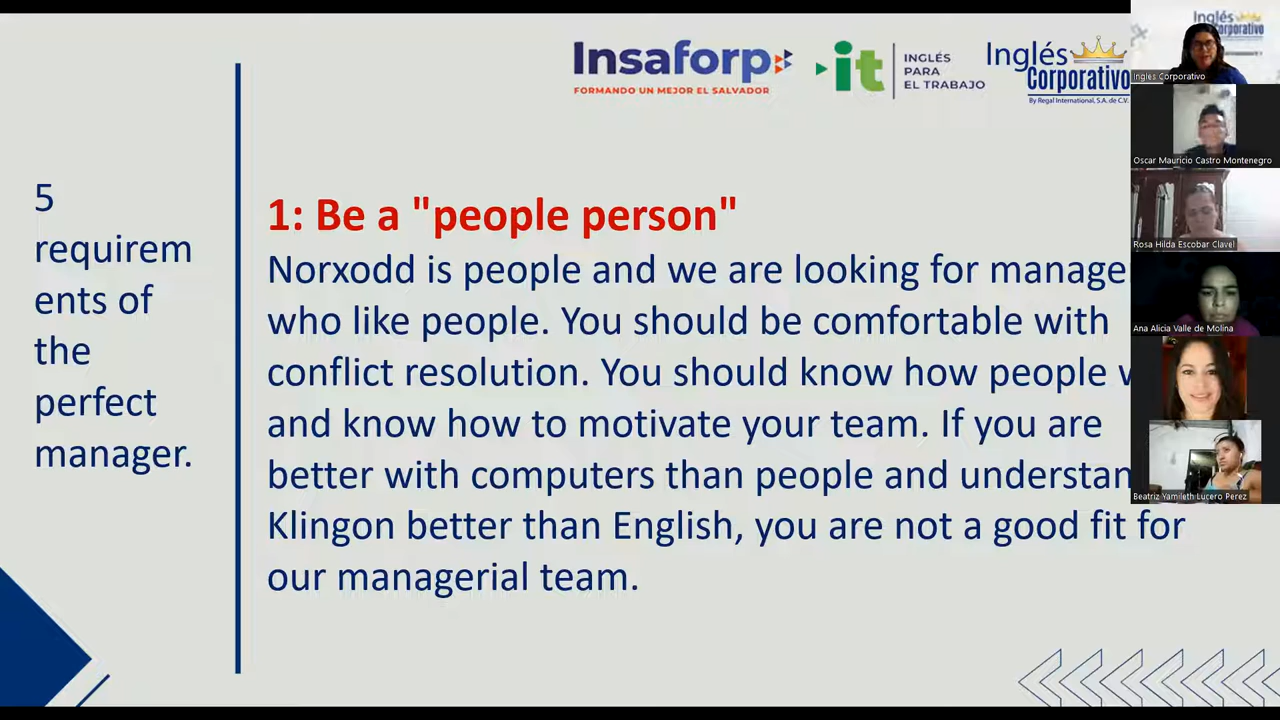 Insaforp
FORMANDO UN MEJOR EL SALVADOR
it
INGLÉS
PARA
EL TRABAJO
Inglés
Corporativo
By Regal International, S.A. de C.V.
5
requirem
ents of
the
perfect
manager.
1: Be a "people person"
Norxodd is people and we are looking for manage
who like people. You should be comfortable with
conflict resolution. You should know how people
and know how to motivate your team. If you are
better with computers than people and understan
Klingon better than English, you are not a good fit for
our managerial team.
Inglés
Corporativo
Ingles Corporativo
Oscar Mauricio Castro Montenegro
Rosa Hilda Escobar Clavel
Ana Alicia Valle de Molina
Beatriz Yamileth Lucero Perez